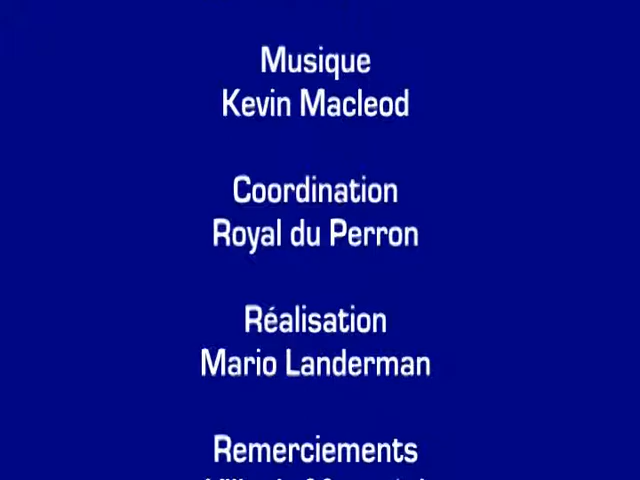 Musique
Kevin Macleod
Coordination
Royal du Perron
Réalisation
Mario Landerman
Remerciements